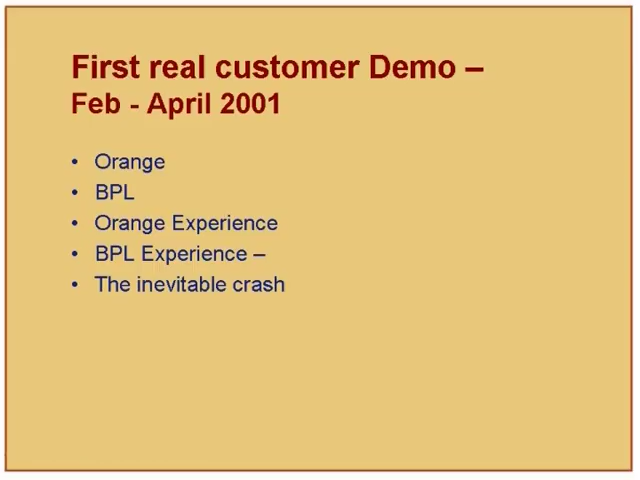 First real customer Demo –
Feb - April 2001
• Orange
• BPL
• Orange Experience
• BPL Experience –
• The inevitable crash